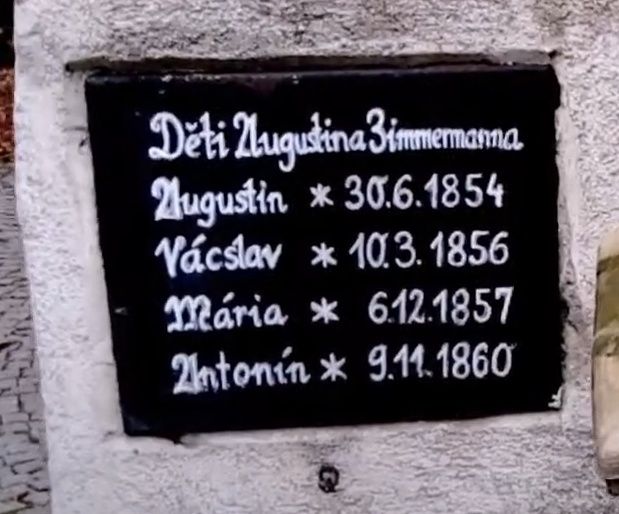 Děti Augustina Zimmermanna
Augustin * 30.6.1854
Vácslav * 10.3.1856
Mária * 6.12.1857
Antonín * 9.11.1860